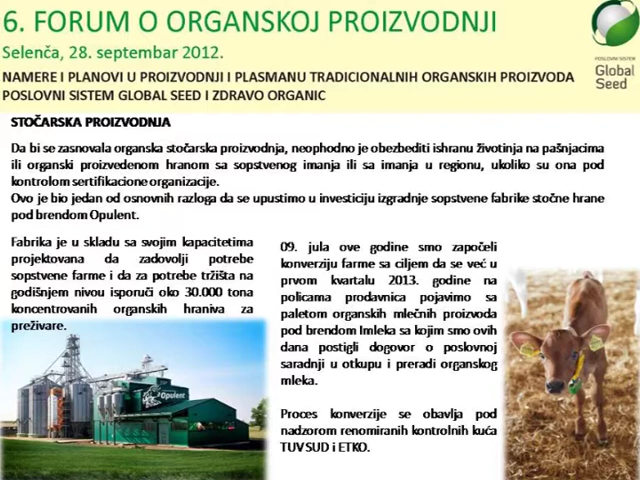 6. FORUM O ORGANSKOJ PROIZVODNJI
Selenča, 28. septembar 2012.
NAMERE I PLANOVI U PROIZVODNJI I PLASMANU TRADICIONALNIH ORGANSKIH PROIZVODA
POSLOVNI SISTEM GLOBAL SEED I ZDRAVO ORGANIC
POSLOVNI SISTEM
Global
Seed
STOČARSKA PROIZVODNJA
Da bi se zasnovala organska stočarska proizvodnja, neophodno je obezbediti ishranu životinja na pašnjacima
ili organski proizvedenom hranom sa sopstvenog imanja ili sa imanja u regionu, ukoliko su ona pod
kontrolom sertifikacione organizacije.
Ovo je bio jedan od osnovnih razloga da se upustimo u investiciju izgradnje sopstvene fabrike stočne hrane
pod brendom Opulent.
Fabrika je u skladu sa svojim kapacitetima
projektovana da zadovolji potrebe
sopstvene farme i da za potrebe tržišta na
godišnjem nivou isporuči oko 30.000 tona
koncentrovanih organskih hraniva za
preživare.
Opulent
09. jula ove godine smo započeli
konverziju farme sa ciljem da se već u
prvom kvartalu 2013. godine na
policama prodavnica pojavimo sa
paletom organskih mlečnih proizvoda
pod brendom Imleka sa kojim smo ovih
dana postigli dogovor o poslovnoj
saradnji u otkupu i preradi organskog
mleka.
Proces konverzije se obavlja pod
nadzorom renomiranih kontrolnih kuća
TUV SUD i ETKO.